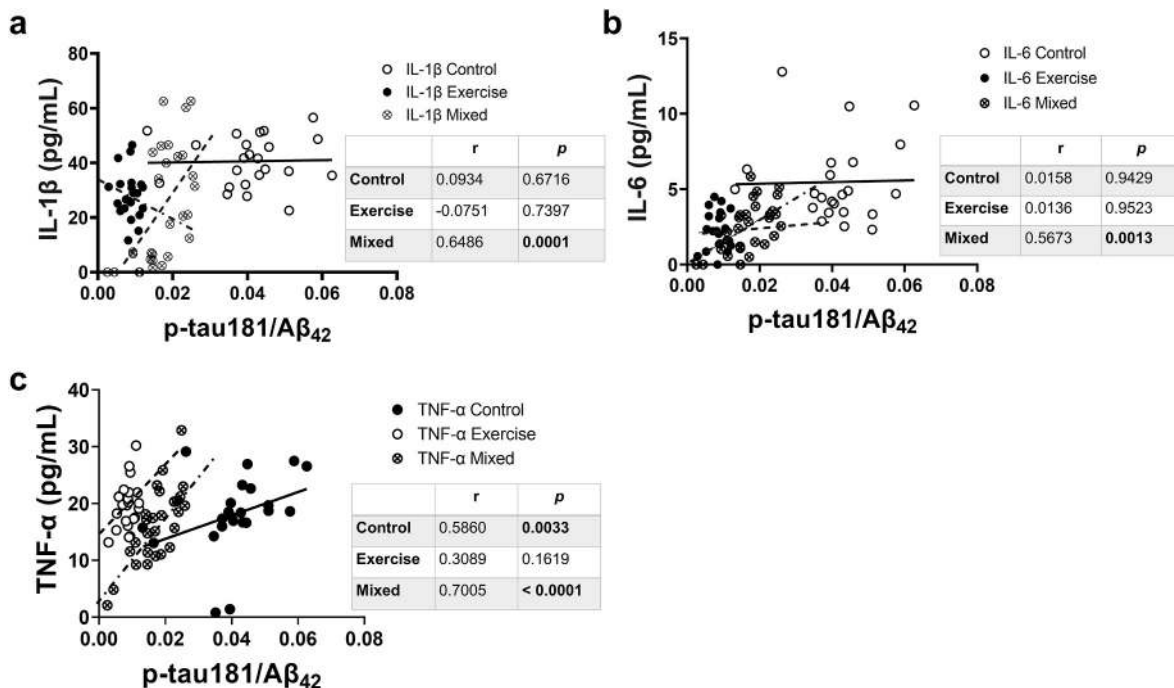 a
IL-1β (pg/mL)
80
60
40
20
0
0.00 0.02 0.04 0.06 0.08
p-tau181/Aβ42
IL-1β Control
IL-1β Exercise
IL-1β Mixed
r p
Control 0.0934 0.6716
Exercise -0.0751 0.7397
Mixed 0.6486 0.0001
b
IL-6 (pg/mL)
15
10
5
0
0.00 0.02 0.04 0.06 0.08
p-tau181/Aβ42
IL-6 Control
IL-6 Exercise
IL-6 Mixed
r p
Control 0.0158 0.9429
Exercise 0.0136 0.9523
Mixed 0.5673 0.0013
c
TNF-α (pg/mL)
40
30
20
10
0
0.00 0.02 0.04 0.06 0.08
p-tau181/Aβ42
TNF-α Control
TNF-α Exercise
TNF-α Mixed
r p
Control 0.5860 0.0033
Exercise 0.3089 0.1619
Mixed 0.7005 < 0.0001